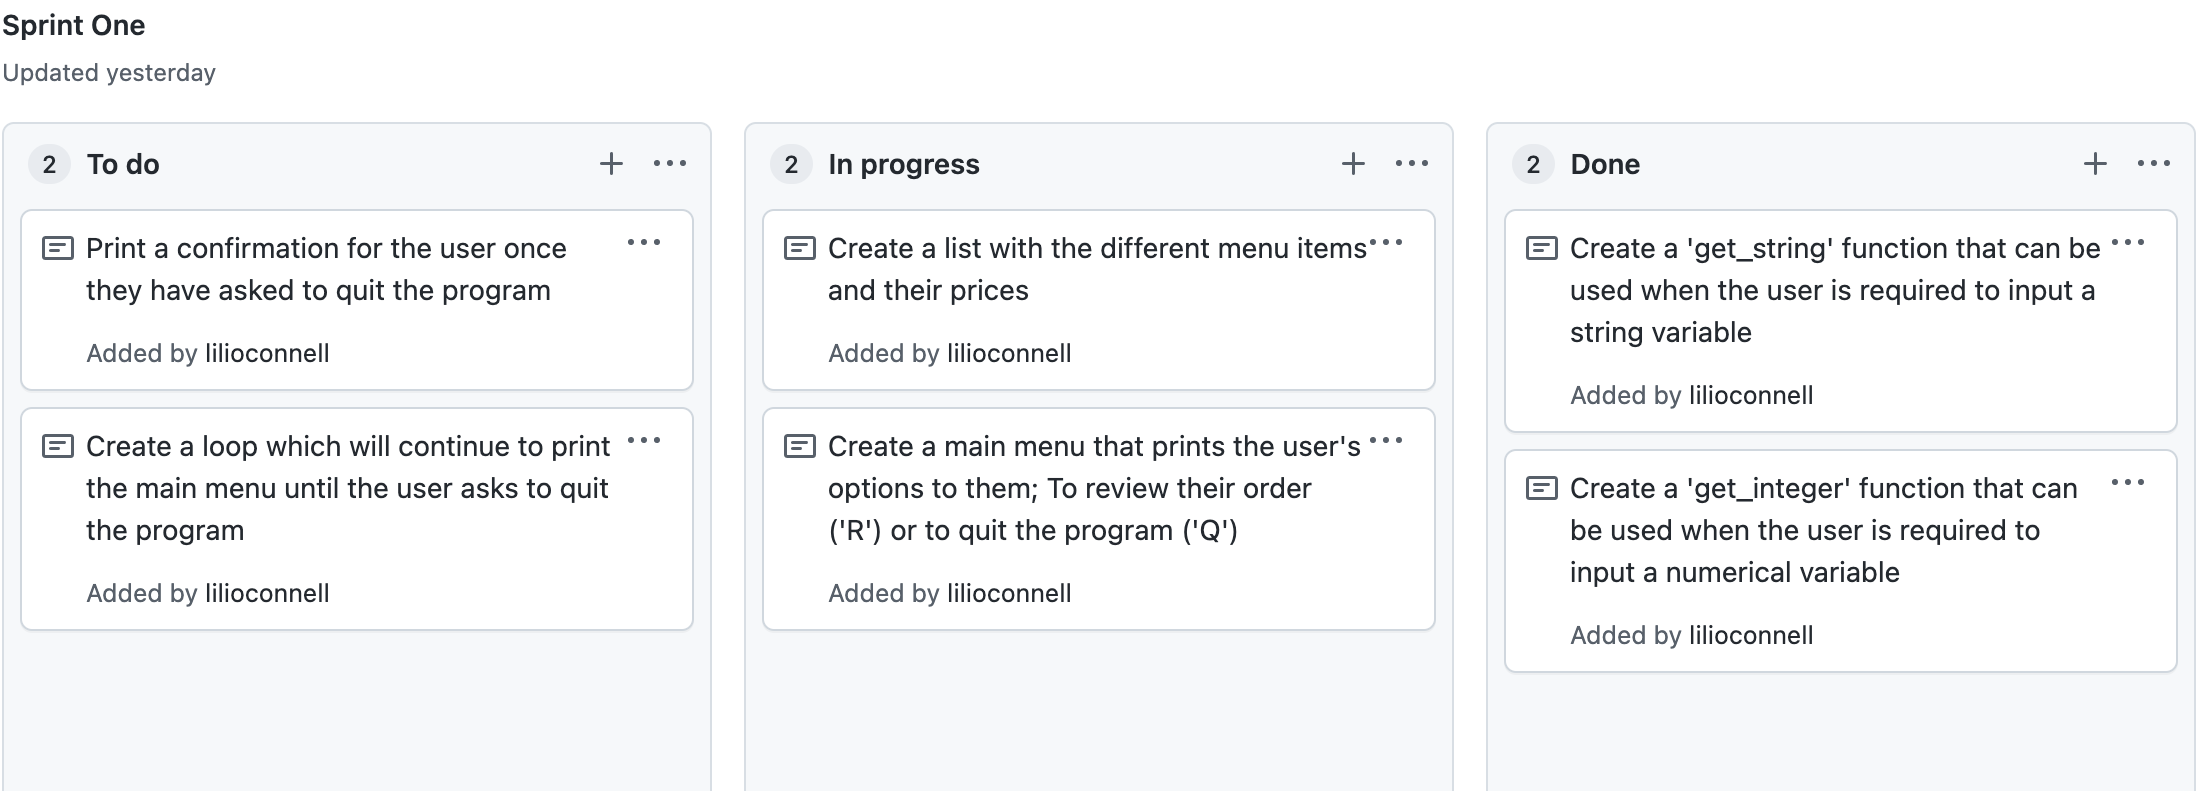 Sprint One
Updated yesterday
2 To do
Print a confirmation for the user once
they have asked to quit the program
Added by lilioconnell
Create a loop which will continue to print
the main menu until the user asks to quit
the program
Added by lilioconnell
2 In progress
Create a list with the different menu items
and their prices
Added by lilioconnell
Create a main menu that prints the user's
options to them; To review their order
('R') or to quit the program ('Q')
Added by lilioconnell
2 Done
Create a 'get_string' function that can be
used when the user is required to input a
string variable
Added by lilioconnell
Create a 'get_integer' function that can
be used when the user is required to
input a numerical variable
Added by lilioconnell